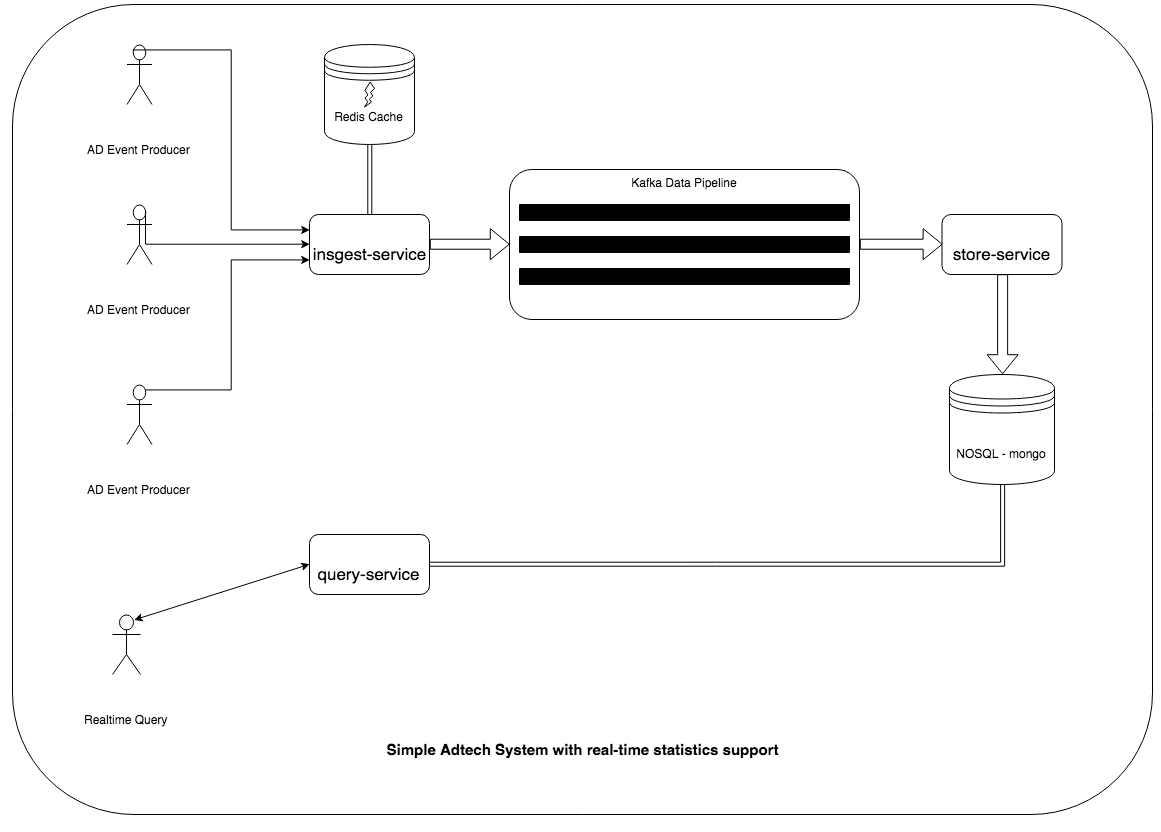 AD Event Producer
Redis Cache
Kafka Data Pipeline
insgest-service
store-service
AD Event Producer
NOSQL - mongo
AD Event Producer
query-service
Realtime Query
Simple Adtech System with real-time statistics support